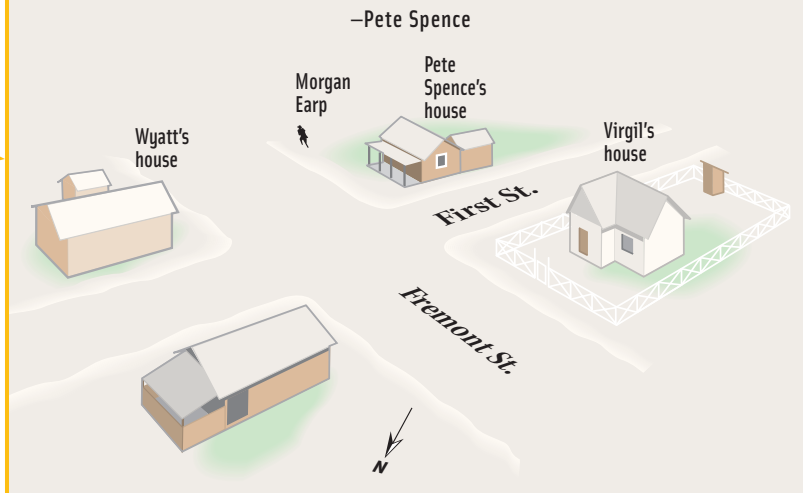 –Pete Spence
Morgan
Earp
Pete
Spence's
house
Wyatt's
house
Virgil's
house
First St.
Fremont St.
N